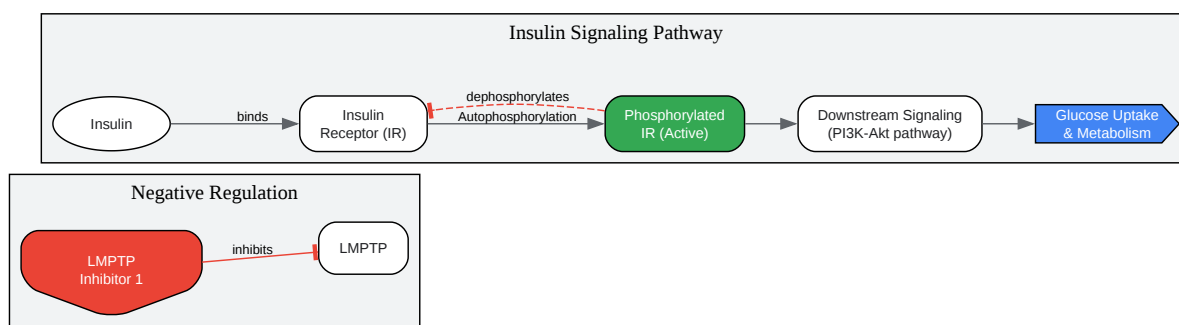 Insulin Signaling Pathway
Insulin
binds
Insulin
Receptor (IR)
dephosphorylates
Autophosphorylation
Phosphorylated
IR (Active)
Downstream Signaling
(PI3K-Akt pathway)
Glucose Uptake
& Metabolism
Negative Regulation
LMPTP
Inhibitor 1
inhibits
LMPTP